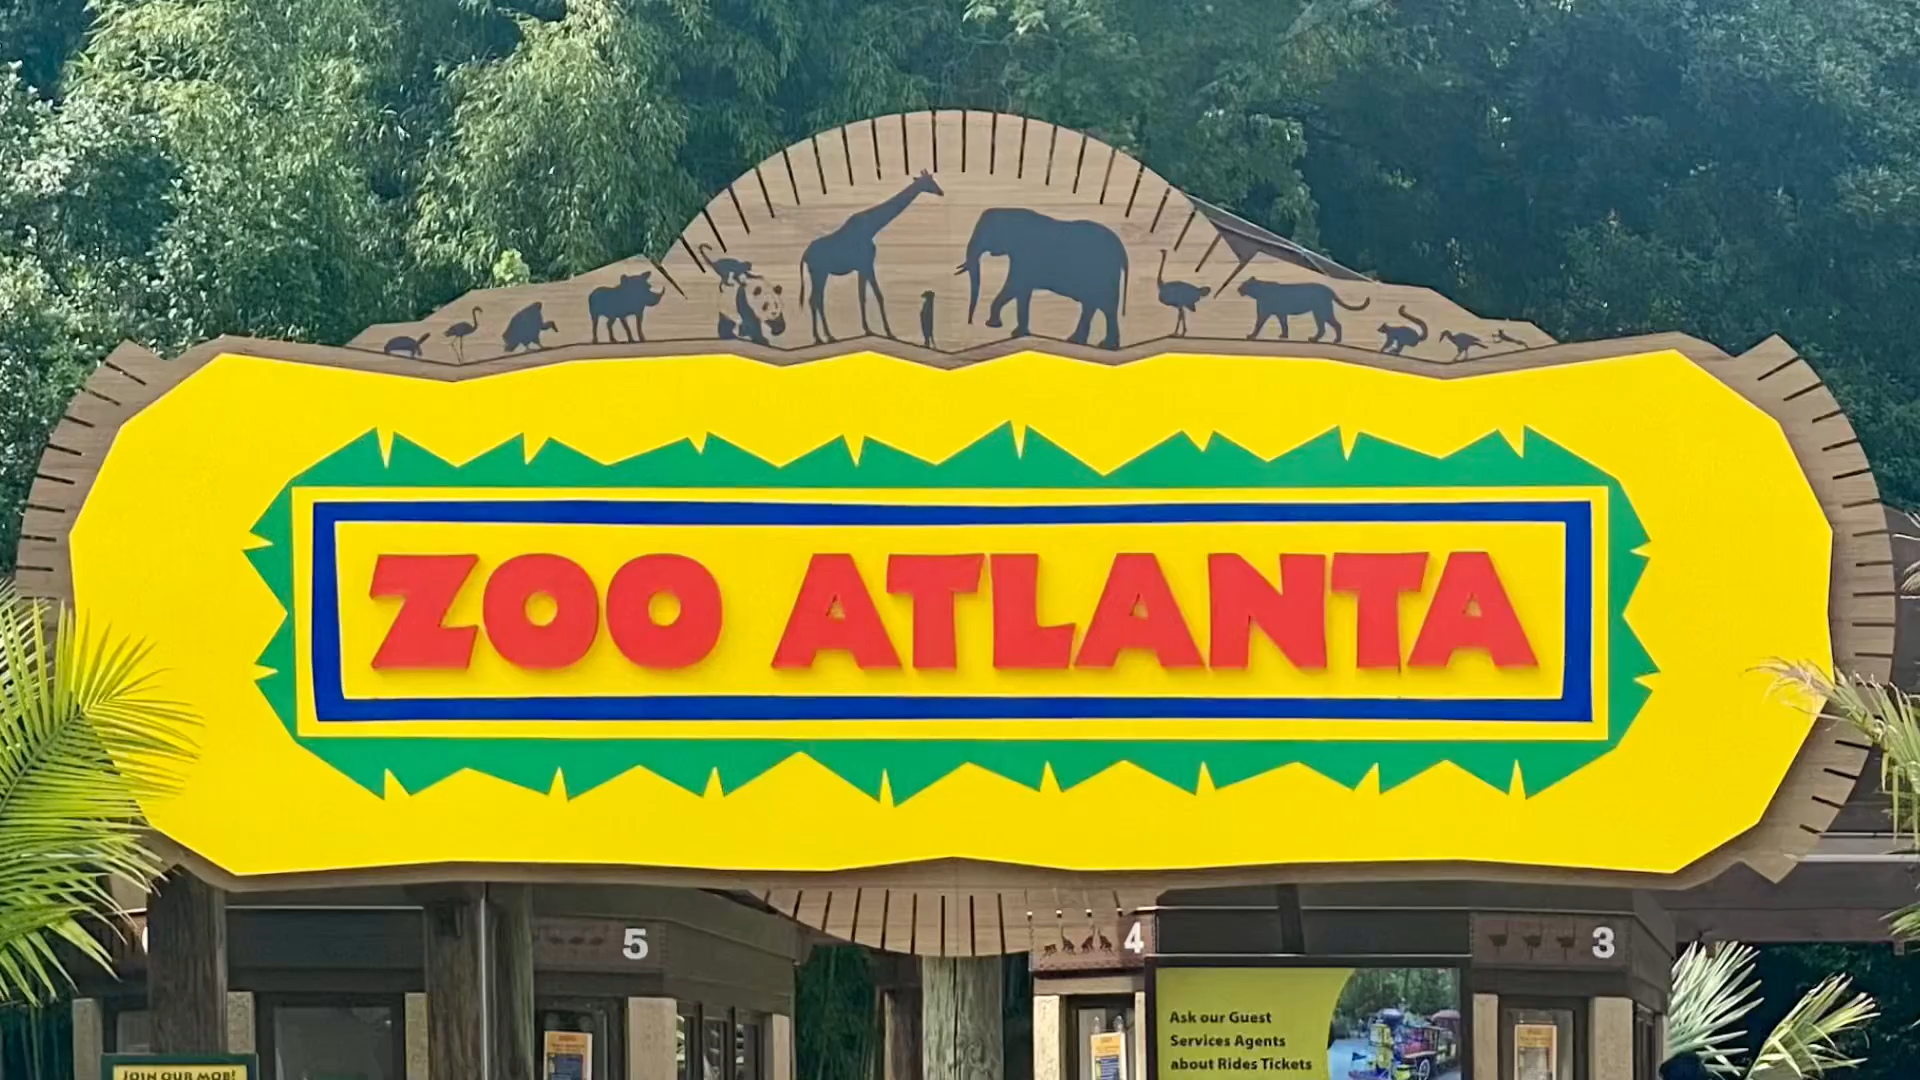 ZOO ATLANTA
5
4
3
Ask our Guest
Services Agents
about Rides Tickets
JOIN OUR MOB!